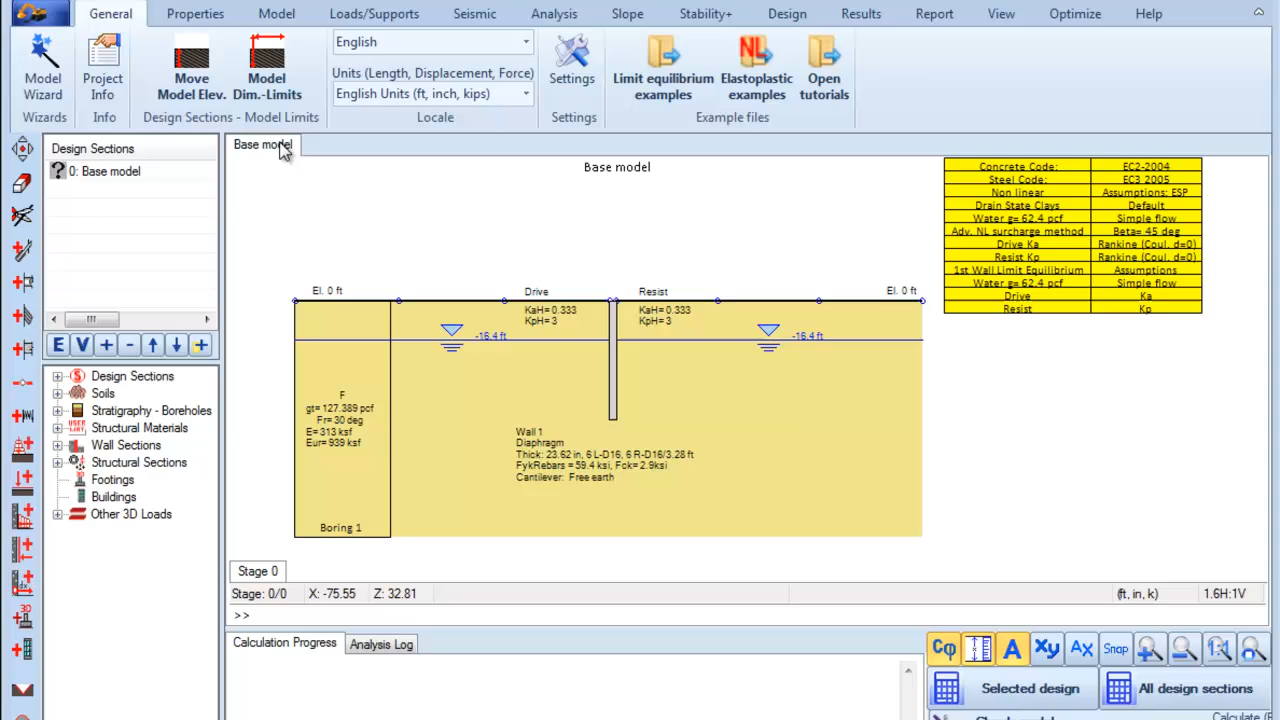 General Properties Model Loads/Supports Seismic Analysis Slope Stability+ Design Results Report View Optimize Help
Model Wizard
Project Info
Move Model Elev.
Model Dim.-Limits
English
Units (Length, Displacement, Force)
English Units (ft, inch, kips)
Settings
Limit equilibrium examples
NL
Elastoplastic examples
Open tutorials
Wizards Info Design Sections - Model Limits Locale Settings Example files
Design Sections
0: Base model
E V + - +
Design Sections
Soils
Stratigraphy - Boreholes
Structural Materials
Wall Sections
Structural Sections
Footings
Buildings
Other 3D Loads
Base model
Base model
Concrete Code: EC2-2004
Steel Code: EC3 2005
Non linear Assumptions: ESP
Drain State Clays Default
Water g= 62.4 pcf Simple flow
Adv. NL surcharge method Beta= 45 deg
Drive Ka Rankine (Coul, d=0)
Resist Kp Rankine (Coul, d=0)
1st Wall Limit Equilibrium Assumptions
Water g= 62.4 pcf Simple flow
Drive Ka
Resist Kp
El. 0 ft Drive Resist El. 0 ft
KaH= 0.333 KaH= 0.333
KpH= 3 KpH= 3
-16.4 ft -16.4 ft
F
gt= 127.389 pcf
Fr= 30 deg
E= 313 ksf
Eur= 939 ksf
Boring 1
Wall 1
Diaphragm
Thick: 23.62 in, 6 L-D16, 6 R-D16/3.28 ft
FykRebars = 59.4 ksi, Fck= 2.9ksi
Cantilever: Free earth
Stage 0
Stage: 0/0 X: -75.55 Z: 32.81 (ft, in, k) 1.6H:1V
>>
Calculation Progress Analysis Log
Cφ A Xy Ax Snap 1:1
Selected design All design sections
3D